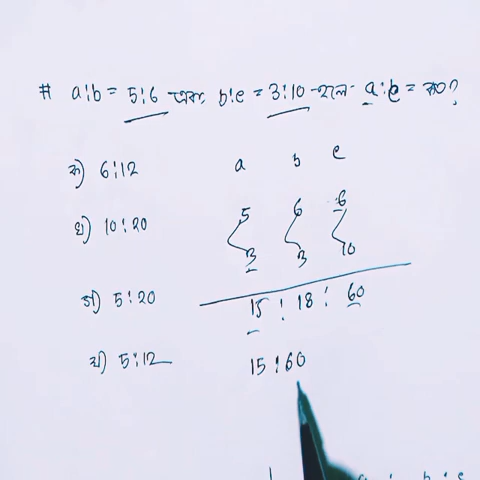 # a:b = 5:6 এবং b:c = 3:10 হলে a:c = কত?
ক) 6:12
a b c
খ) 10:20
5 6 6
3 3 10
গ) 5:20
15 : 18 : 60
ঘ) 5:12
15:60